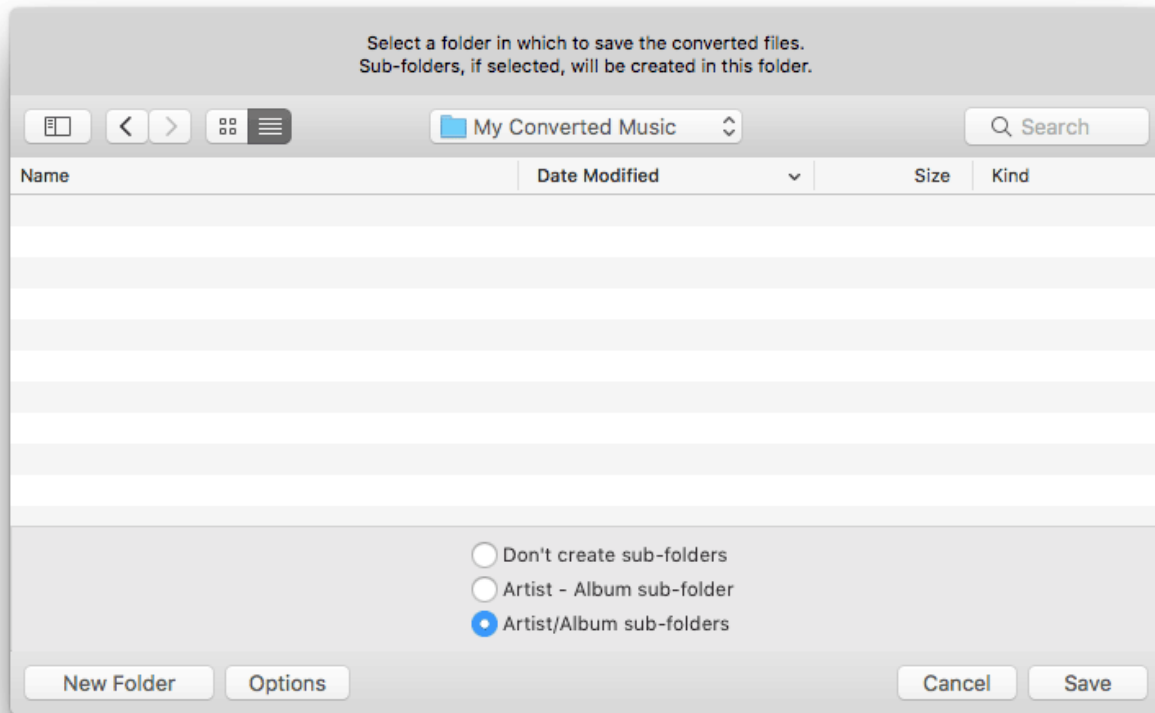 Select a folder in which to save the converted files.
Sub-folders, if selected, will be created in this folder.
My Converted Music
Search
Name Date Modified Size Kind
Don't create sub-folders
Artist - Album sub-folder
Artist/Album sub-folders
New Folder Options Cancel Save